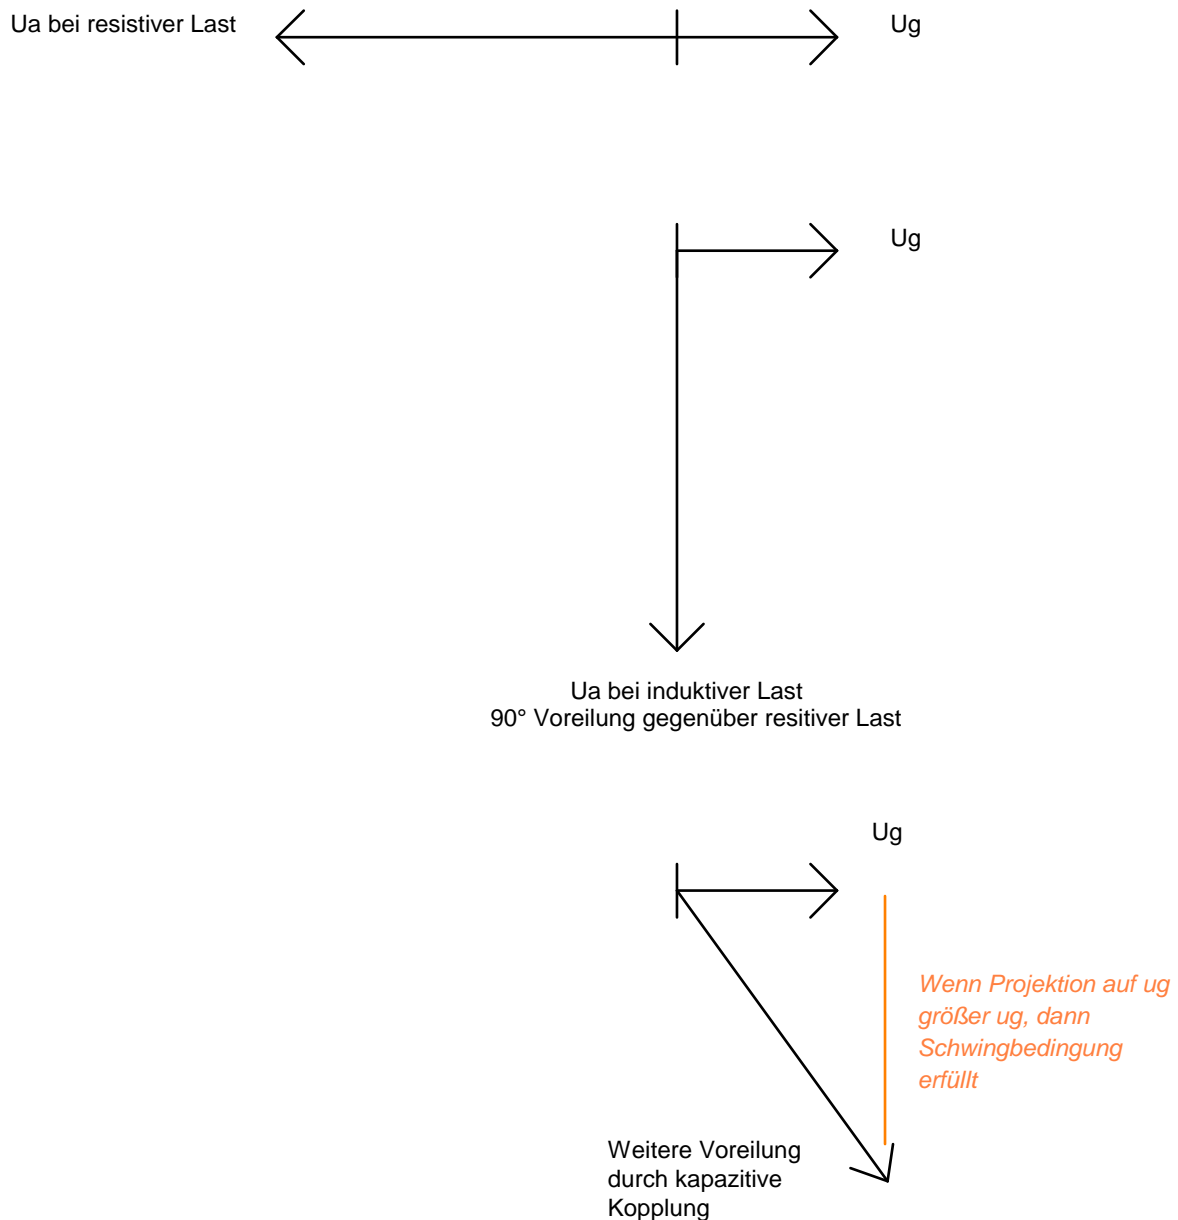 Ua bei resistiver Last
Ug
Ug
Ua bei induktiver Last
90° Voreilung gegenüber resitiver Last
Ug
Wenn Projektion auf ug
größer ug, dann
Schwingbedingung
erfüllt
Weitere Voreilung
durch kapazitive
Kopplung